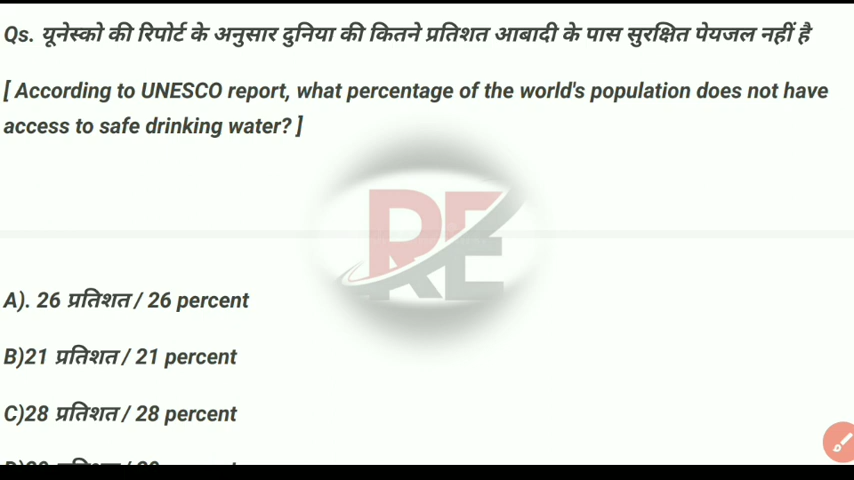 Qs. यूनेस्को की रिपोर्ट के अनुसार दुनिया की कितने प्रतिशत आबादी के पास सुरक्षित पेयजल नहीं है
[ According to UNESCO report, what percentage of the world's population does not have
access to safe drinking water? ]
RE
A). 26 प्रतिशत / 26 percent
B)21 प्रतिशत / 21 percent
C)28 प्रतिशत / 28 percent